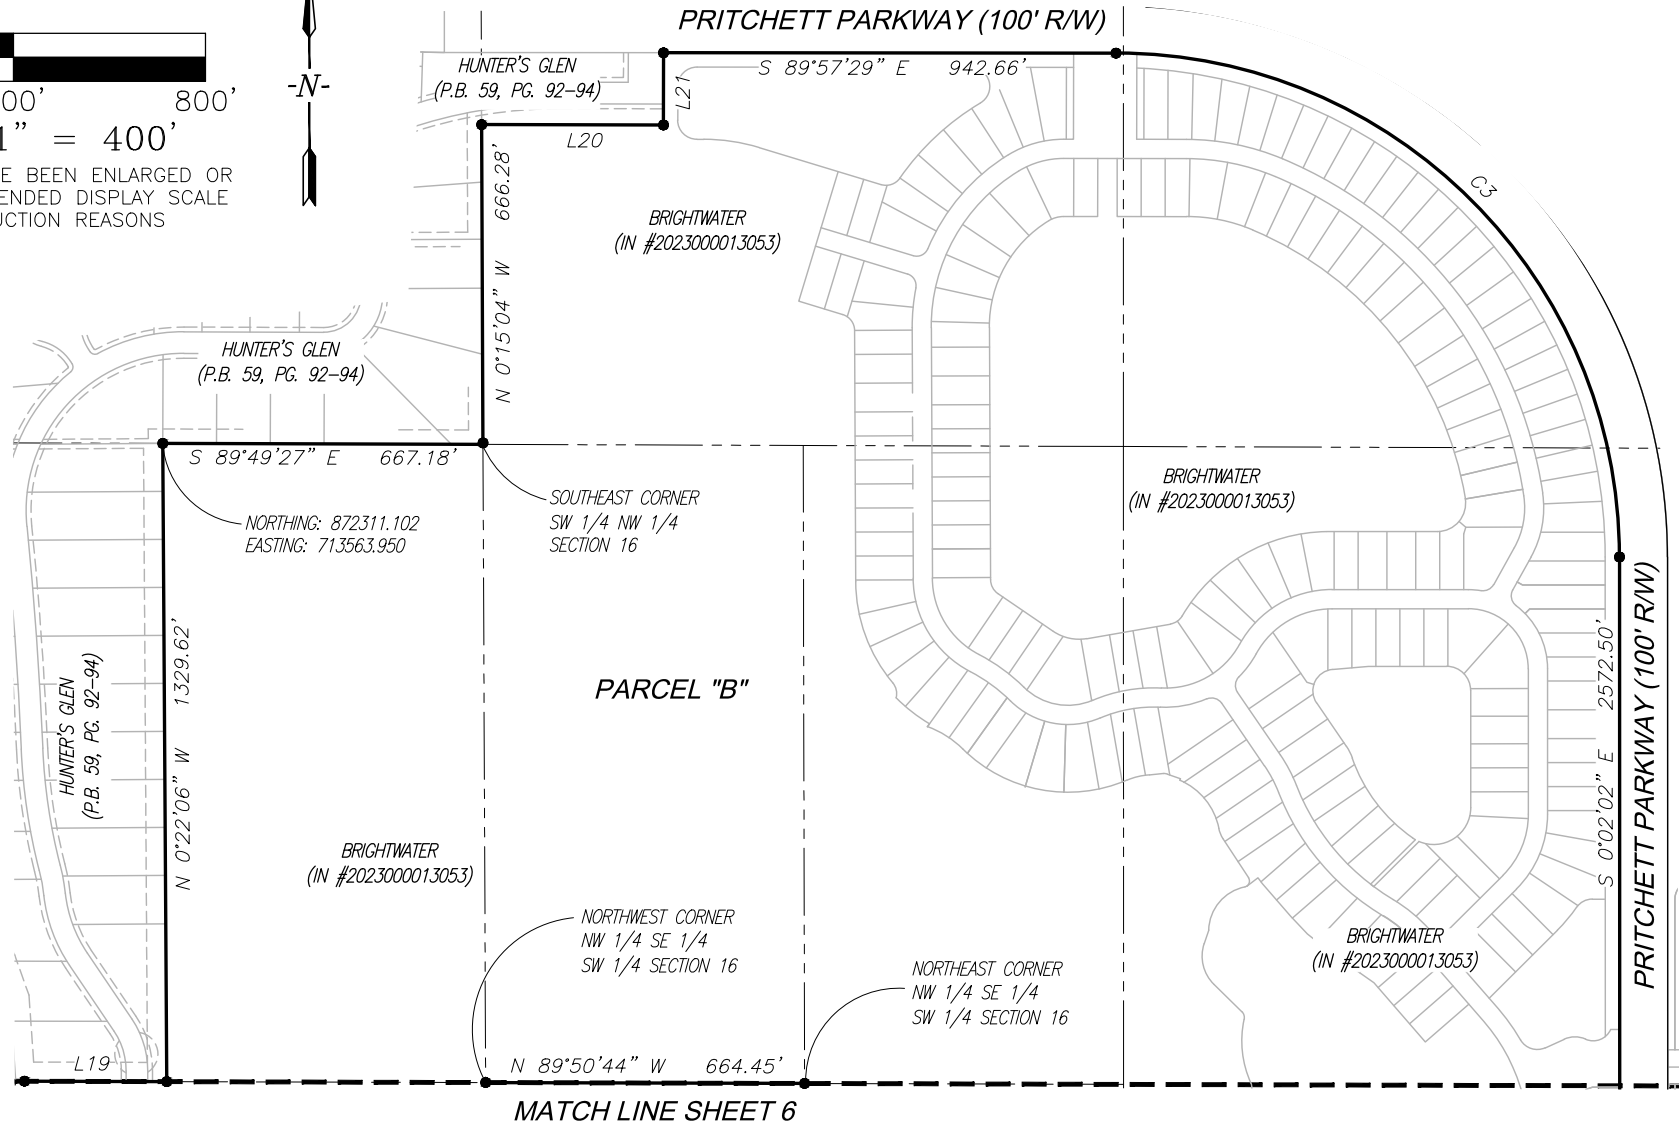 PRITCHETT PARKWAY (100' R/W)
-N-
00'
800'
1" = 400'
E BEEN ENLARGED OR
ENDED DISPLAY SCALE
UCTION REASONS
HUNTER'S GLEN
(P.B. 59, PG. 92-94)
L21
S 89°57'29" E 942.66'
L20
666.28'
N 0°15'04" W
BRIGHTWATER
(IN #2023000013053)
C3
HUNTER'S GLEN
(P.B. 59, PG. 92-94)
S 89°49'27" E 667.18'
NORTHING: 872311.102
EASTING: 713563.950
SOUTHEAST CORNER
SW 1/4 NW 1/4
SECTION 16
BRIGHTWATER
(IN #2023000013053)
HUNTER'S GLEN
(P.B. 59, PG. 92-94)
N 0°22'06" W 1329.62'
PARCEL "B"
S 0°02'02" E 2572.50'
PRITCHETT PARKWAY (100' R/W)
BRIGHTWATER
(IN #2023000013053)
NORTHWEST CORNER
NW 1/4 SE 1/4
SW 1/4 SECTION 16
NORTHEAST CORNER
NW 1/4 SE 1/4
SW 1/4 SECTION 16
BRIGHTWATER
(IN #2023000013053)
L19
N 89°50'44" W 664.45'
MATCH LINE SHEET 6